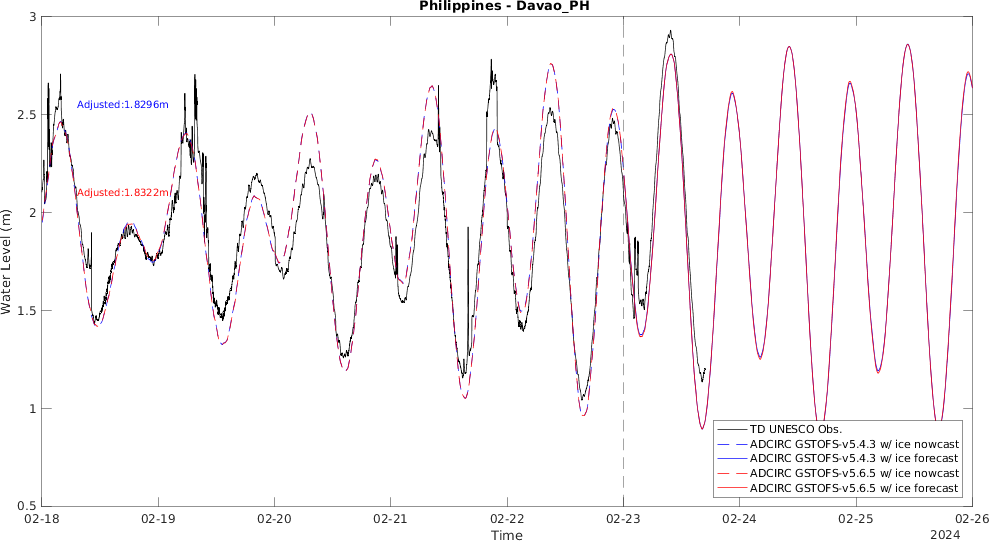 Philippines - Davao_PH
3
2.5
2
1.5
1
0.5
Water Level (m)
Adjusted:1.8296m
Adjusted:1.8322m
TD UNESCO Obs.
ADCIRC GSTOFS-v5.4.3 w/ ice nowcast
ADCIRC GSTOFS-v5.4.3 w/ ice forecast
ADCIRC GSTOFS-v5.6.5 w/ ice nowcast
ADCIRC GSTOFS-v5.6.5 w/ ice forecast
02-18 02-19 02-20 02-21 02-22 02-23 02-24 02-25 02-26
Time
2024